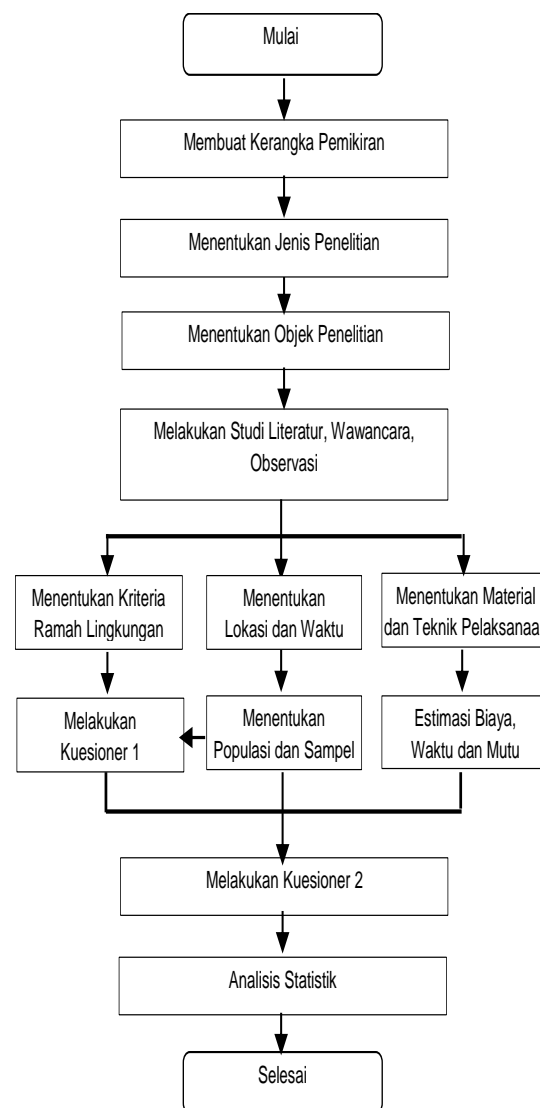 Mulai
Membuat Kerangka Pemikiran
Menentukan Jenis Penelitian
Menentukan Objek Penelitian
Melakukan Studi Literatur, Wawancara,
Observasi
Menentukan Kriteria
Ramah Lingkungan
Menentukan
Lokasi dan Waktu
Menentukan Material
dan Teknik Pelaksanaa
Melakukan
Kuesioner 1
Menentukan
Populasi dan Sampel
Estimasi Biaya,
Waktu dan Mutu
Melakukan Kuesioner 2
Analisis Statistik
Selesai